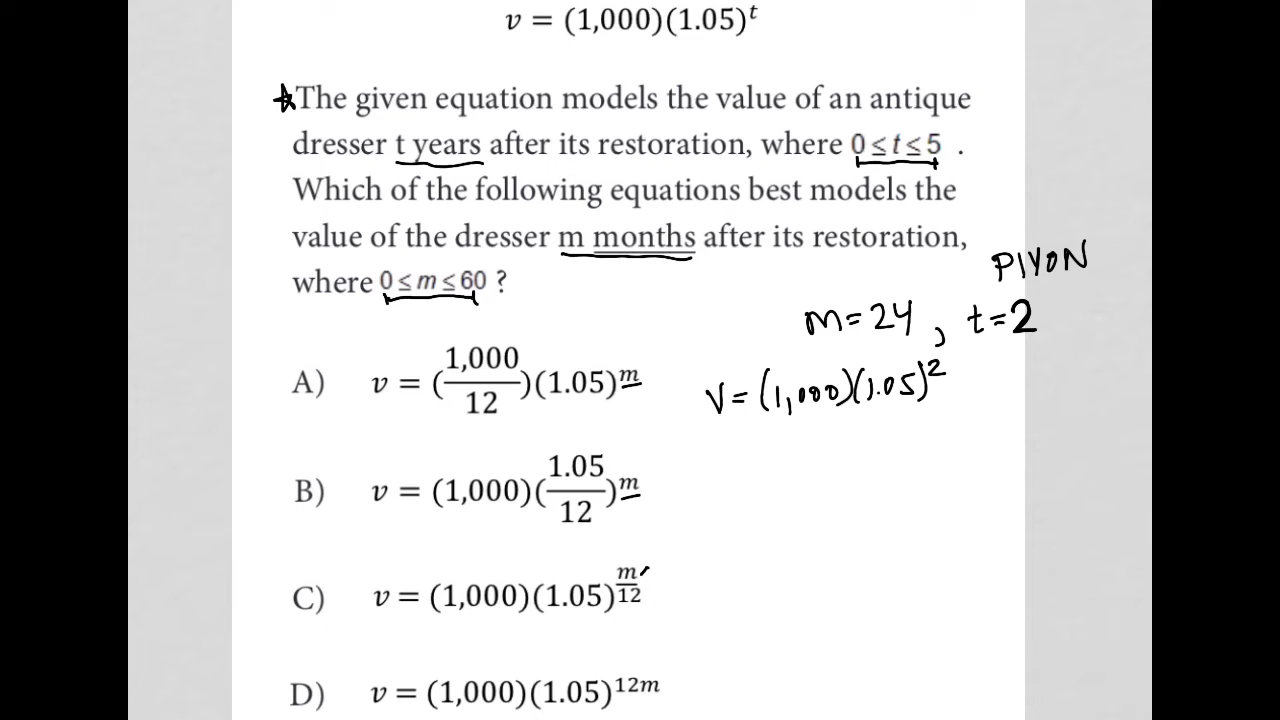 v = (1,000)(1.05)^t
★The given equation models the value of an antique
dresser t years after its restoration, where 0 ≤ t ≤ 5 .
Which of the following equations best models the
value of the dresser m months after its restoration,
where 0 ≤ m ≤ 60 ?
PIYON
m = 24 , t = 2
A) v = (1,000/12)(1.05)^m
V = (1,000)(1.05)^2
B) v = (1,000)(1.05/12)^m
C) v = (1,000)(1.05)^(m/12)
D) v = (1,000)(1.05)^12m